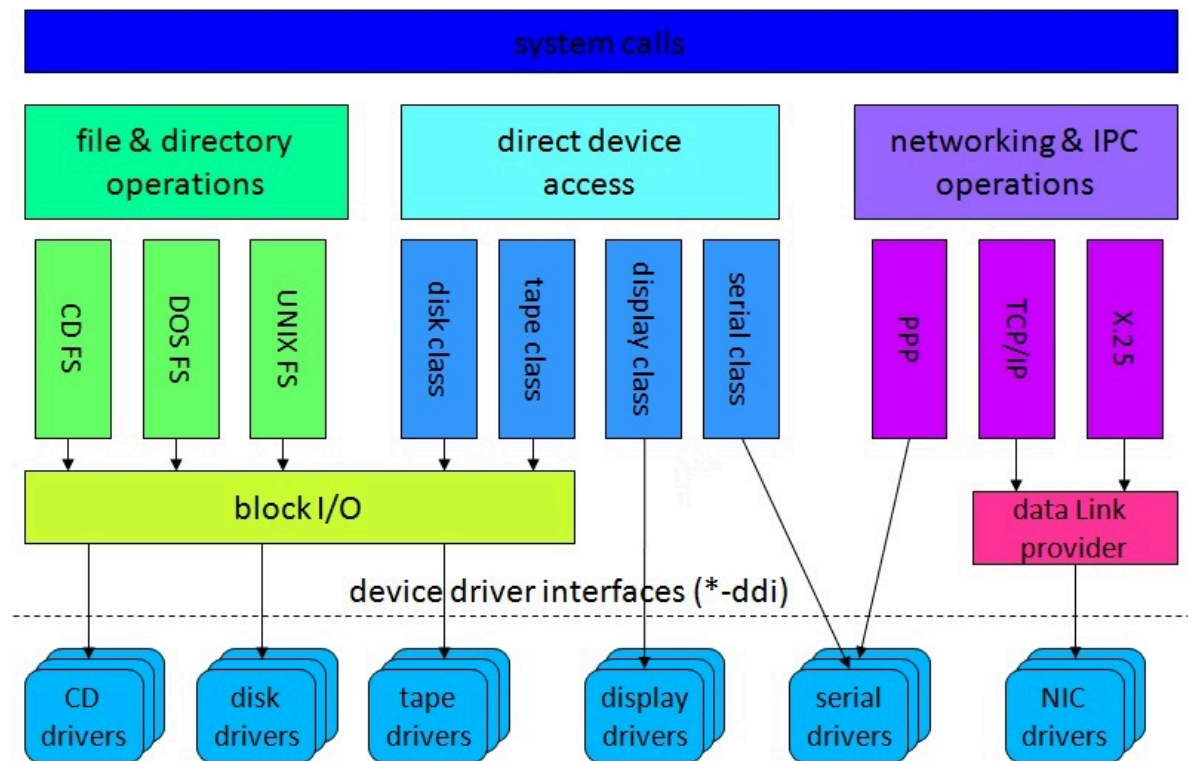 system calls
file & directory
operations
direct device
access
networking & IPC
operations
CD FS
DOS FS
UNIX FS
disk class
tape class
display class
serial class
PPP
TCP/IP
X.25
block I/O
data Link
provider
device driver interfaces (*-ddi)
CD
drivers
disk
drivers
tape
drivers
display
drivers
serial
drivers
NIC
drivers